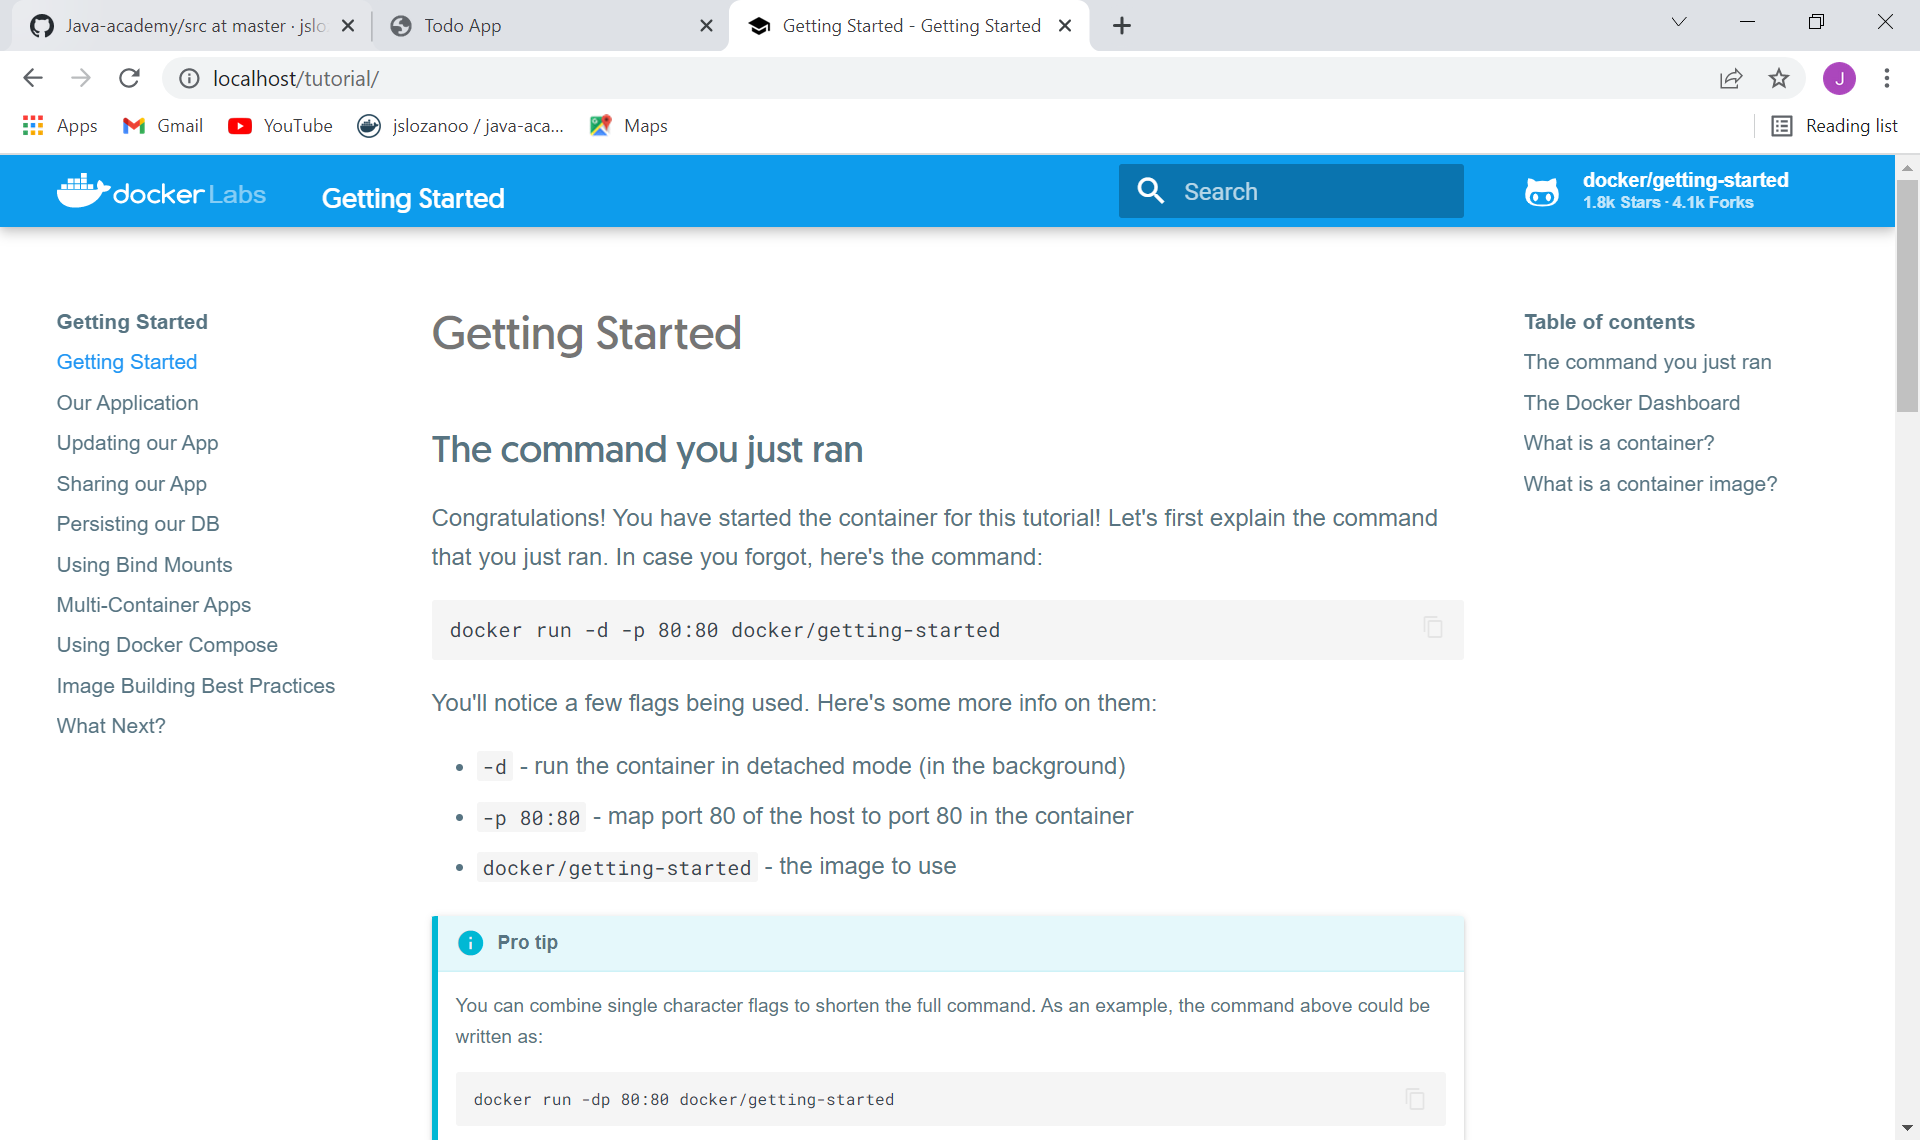 Java-academy/src at master · jslo
Todo App
Getting Started - Getting Started
localhost/tutorial/
J
Apps
Gmail
YouTube
jslozanoo / java-aca...
Maps
Reading list
docker Labs
Getting Started
Search
docker/getting-started
1.8k Stars · 4.1k Forks
Getting Started
Getting Started
Our Application
Updating our App
Sharing our App
Persisting our DB
Using Bind Mounts
Multi-Container Apps
Using Docker Compose
Image Building Best Practices
What Next?
Getting Started
The command you just ran
Congratulations! You have started the container for this tutorial! Let's first explain the command
that you just ran. In case you forgot, here's the command:
docker run -d -p 80:80 docker/getting-started
You'll notice a few flags being used. Here's some more info on them:
• -d - run the container in detached mode (in the background)
• -p 80:80 - map port 80 of the host to port 80 in the container
• docker/getting-started - the image to use
Pro tip
You can combine single character flags to shorten the full command. As an example, the command above could be
written as:
docker run -dp 80:80 docker/getting-started
Table of contents
The command you just ran
The Docker Dashboard
What is a container?
What is a container image?